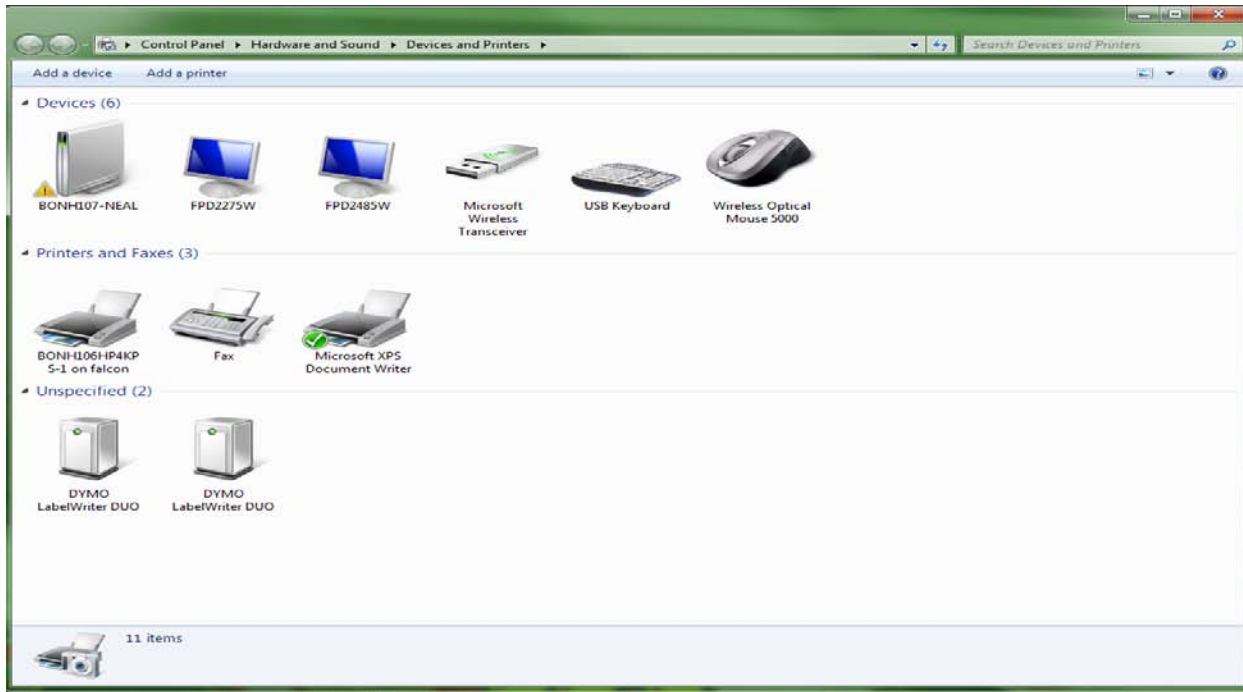 Control Panel ▸ Hardware and Sound ▸ Devices and Printers ▸
Search Devices and Printers
Add a device Add a printer
Devices (6)
BONH107-NEAL
FPD2275W
FPD2485W
Microsoft
Wireless
Transceiver
USB Keyboard
Wireless Optical
Mouse 5000
Printers and Faxes (3)
BONH106HP4KP
S-1 on falcon
Fax
Microsoft XPS
Document Writer
Unspecified (2)
DYMO
LabelWriter DUO
DYMO
LabelWriter DUO
11 items